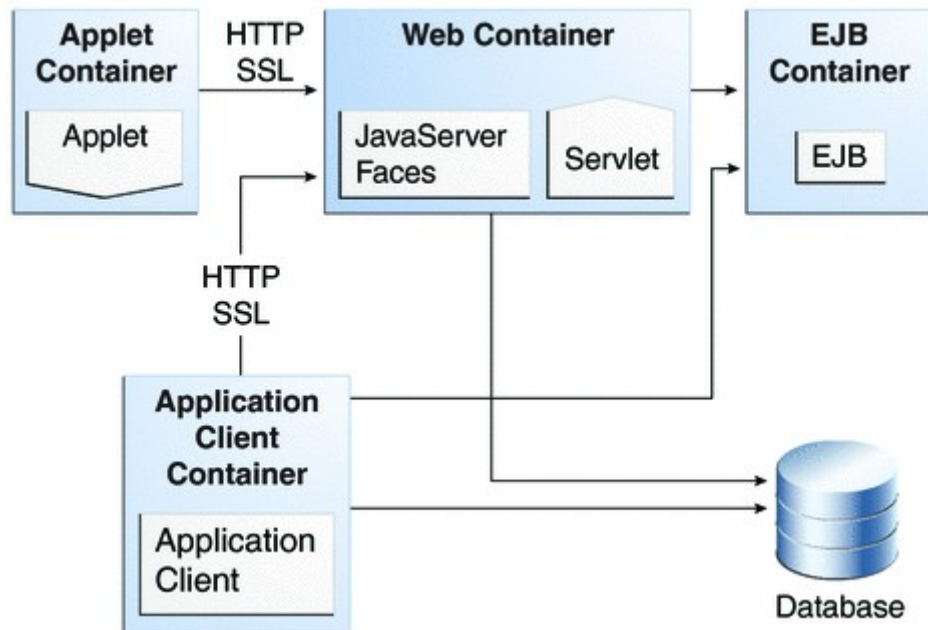 Applet
Container
Applet
HTTP
SSL
Web Container
JavaServer
Faces
Servlet
EJB
Container
EJB
HTTP
SSL
Application
Client
Container
Application
Client
Database